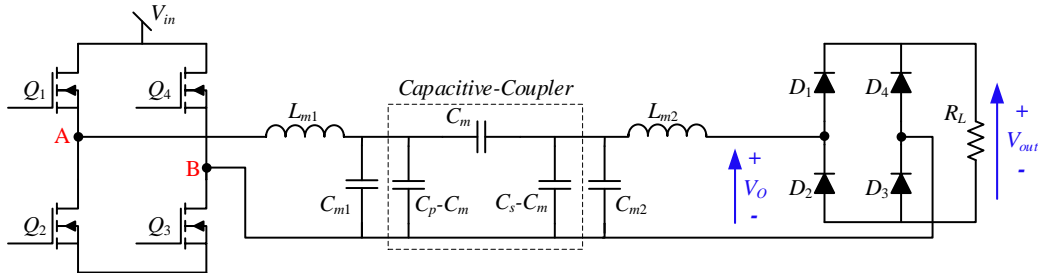 V_in
Capacitive-Coupler
Q_1
Q_4
L_m1
C_m
L_m2
D_1
D_4
R_L
+
V_out
-
A
B
+
V_O
-
C_m1
C_p-C_m
C_s-C_m
C_m2
D_2
D_3
Q_2
Q_3